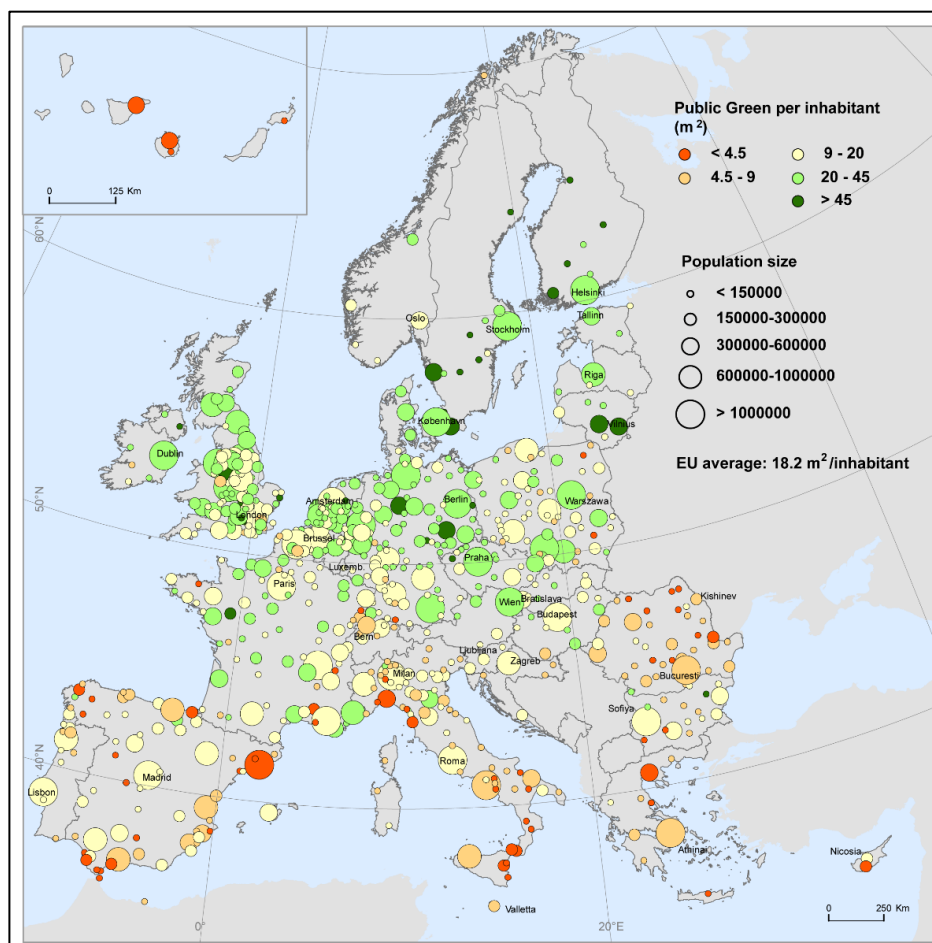 0 125 Km
Public Green per inhabitant
(m²)
< 4.5 9 - 20
4.5 - 9 20 - 45
> 45
Population size
< 150000
150000-300000
300000-600000
600000-1000000
> 1000000
EU average: 18.2 m²/inhabitant
60°N
50°N
40°N
Helsinki
Oslo
Tallinn
Stockholm
Riga
København
Vilnius
Dublin
Amsterdam
Berlin
Warszawa
London
Brussel
Praha
Luxemb
Paris
Kishinev
Wien
Bratislava
Budapest
Bern
Ljubljana
Zagreb
Milan
Bucuresti
Sofiya
Roma
Madrid
Lisbon
Athinai
Nicosia
Valletta
0 250 Km
0°
20°E